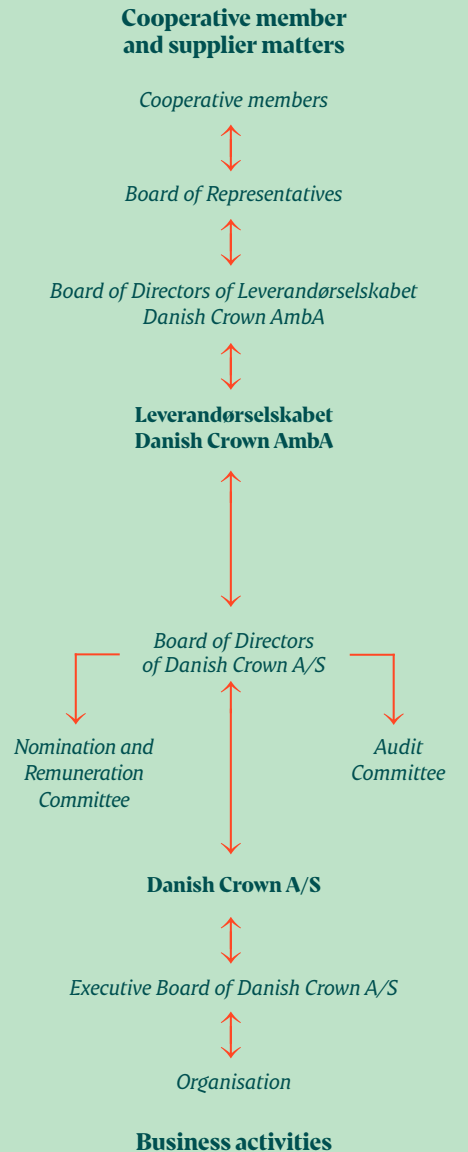 Cooperative member
and supplier matters
Cooperative members
Board of Representatives
Board of Directors of Leverandørselskabet
Danish Crown AmbA
Leverandørselskabet
Danish Crown AmbA
Board of Directors
of Danish Crown A/S
Nomination and
Remuneration
Committee
Audit
Committee
Danish Crown A/S
Executive Board of Danish Crown A/S
Organisation
Business activities